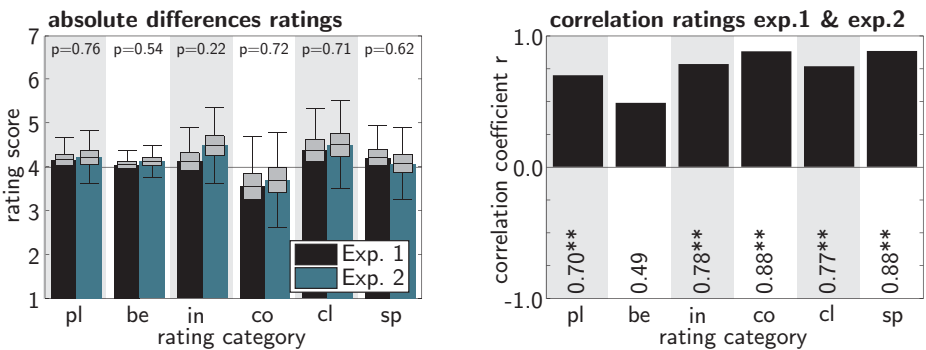 absolute differences ratings
7
p=0.76 p=0.54 p=0.22 p=0.72 p=0.71 p=0.62
6
5
4
3
2
1
rating score
Exp. 1
Exp. 2
pl be in co cl sp
rating category
correlation ratings exp.1 & exp.2
1.0
0.0
-1.0
correlation coefficient r
0.70** 0.49 0.78** 0.88** 0.77** 0.88**
pl be in co cl sp
rating category